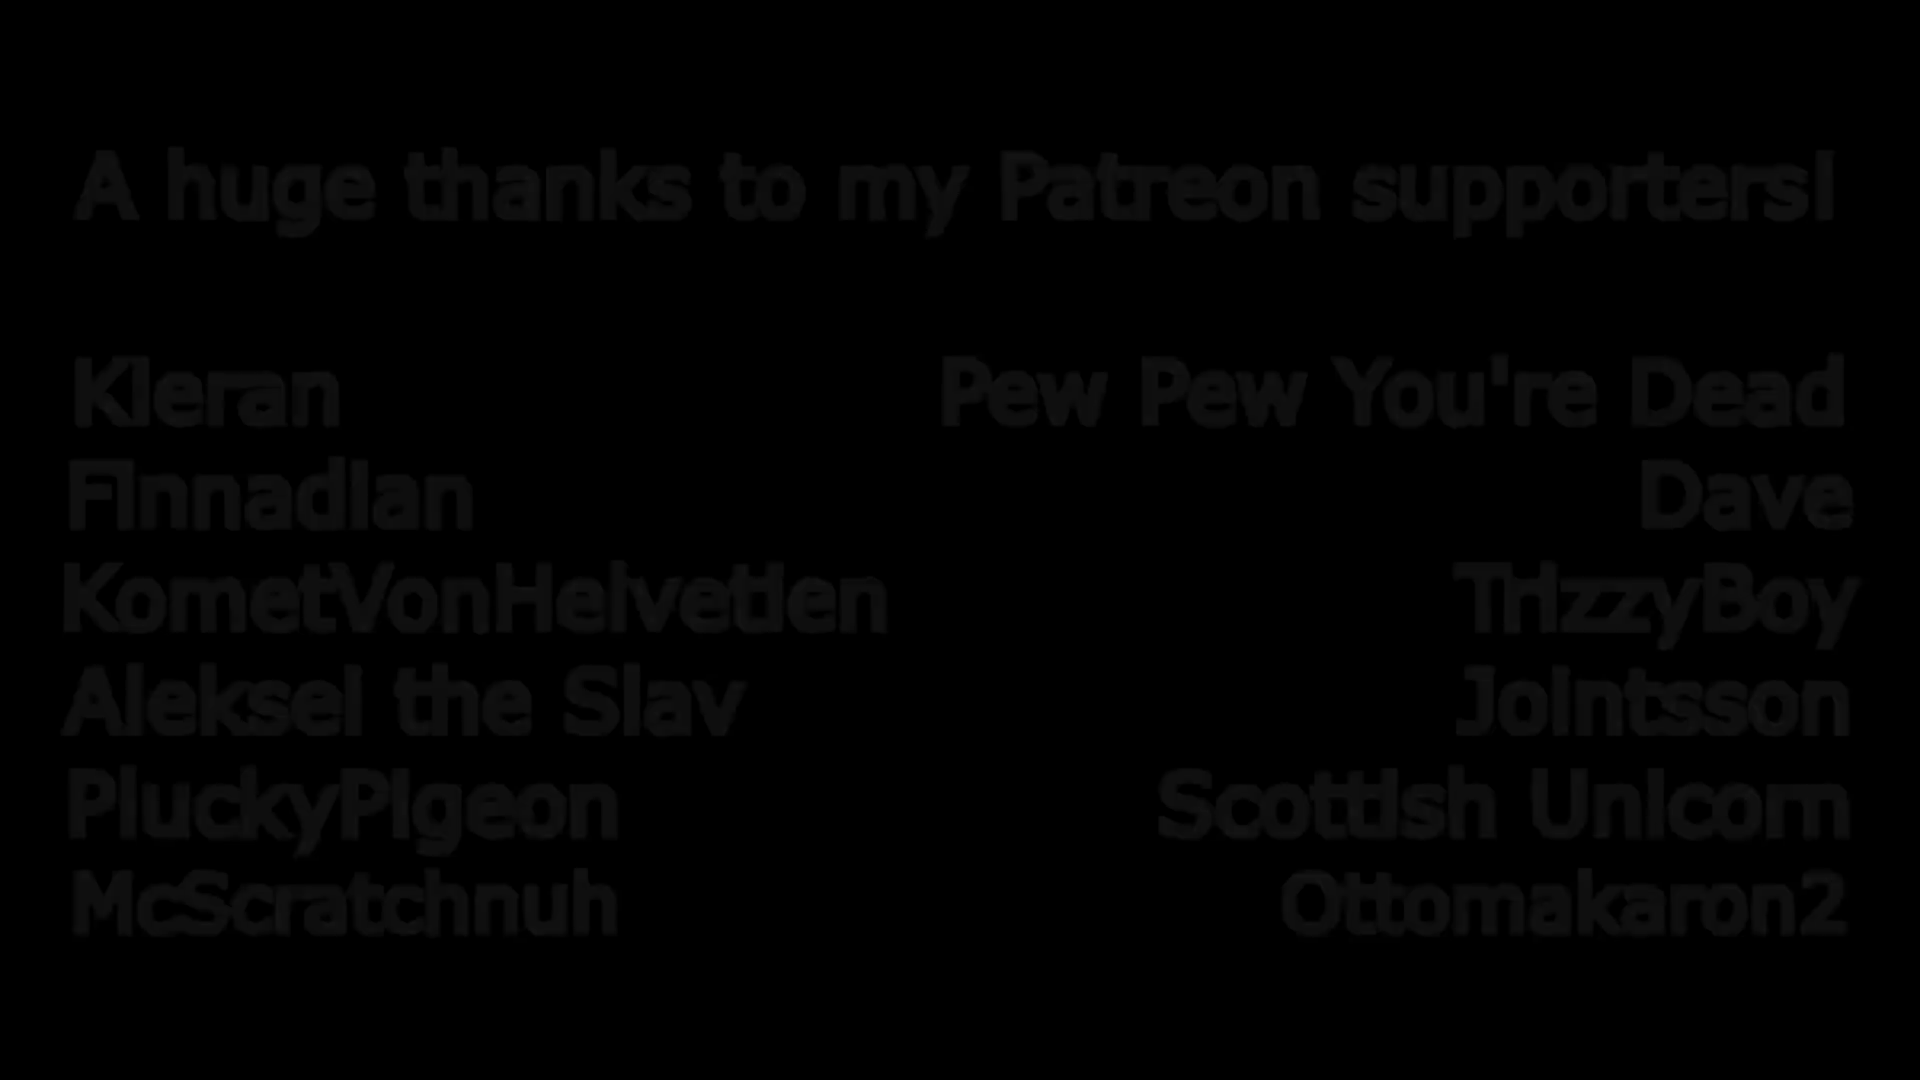 A huge thanks to my Patreon supporters!
Kieran
Pew Pew You're Dead
Finnadian
Dave
KometVonHelvetien
TrizzyBoy
Aleksei the Slav
Jointsson
PluckyPigeon
Scottish Unicorn
McScratchnuh
Ottomakaron2